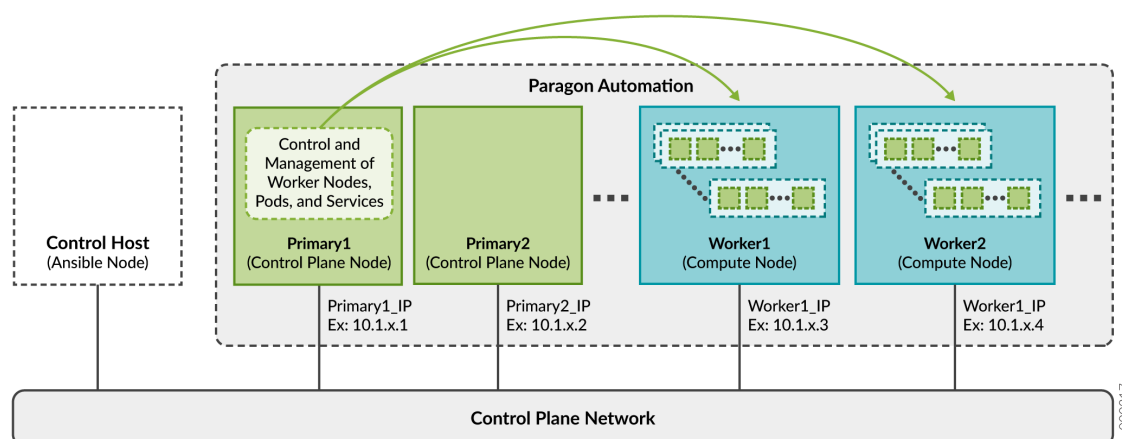 Paragon Automation
Control and
Management of
Worker Nodes,
Pods, and Services
Control Host
(Ansible Node)
Primary1
(Control Plane Node)
Primary2
(Control Plane Node)
Worker1
(Compute Node)
Worker2
(Compute Node)
Primary1_IP
Ex: 10.1.x.1
Primary2_IP
Ex: 10.1.x.2
Worker1_IP
Ex: 10.1.x.3
Worker1_IP
Ex: 10.1.x.4
Control Plane Network